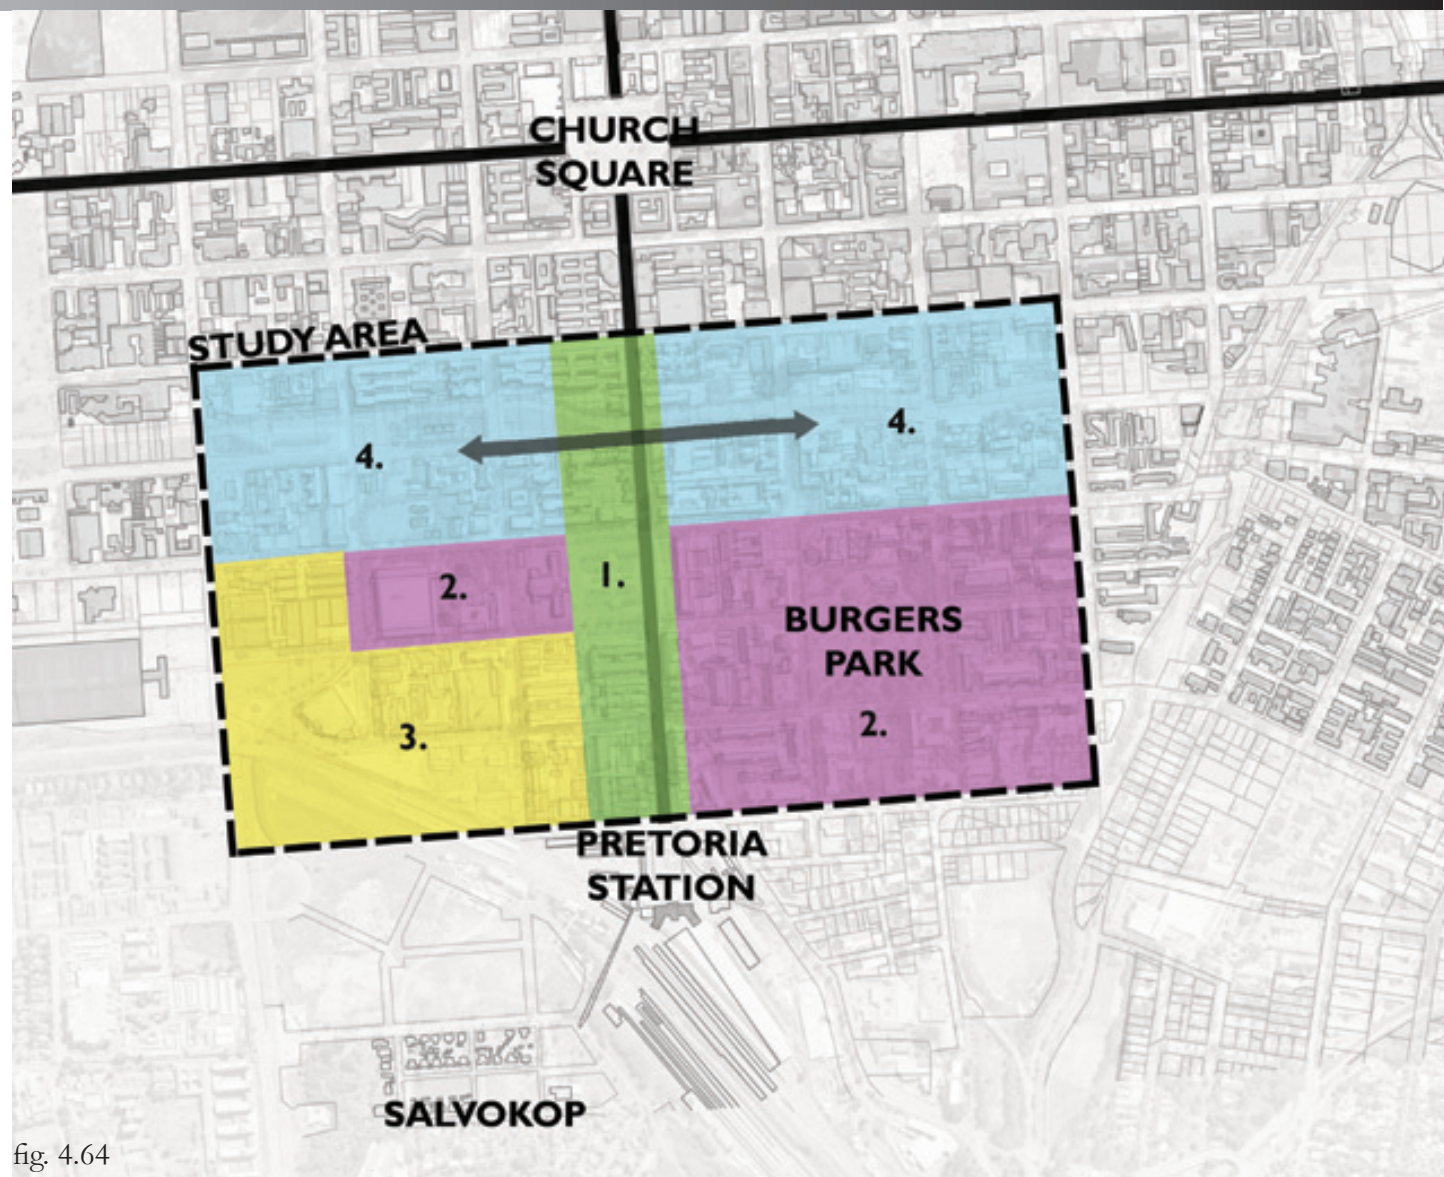 CHURCH
SQUARE
STUDY AREA
4.
4.
2.
1.
BURGERS
PARK
2.
3.
PRETORIA
STATION
SALVOKOP
fig. 4.64